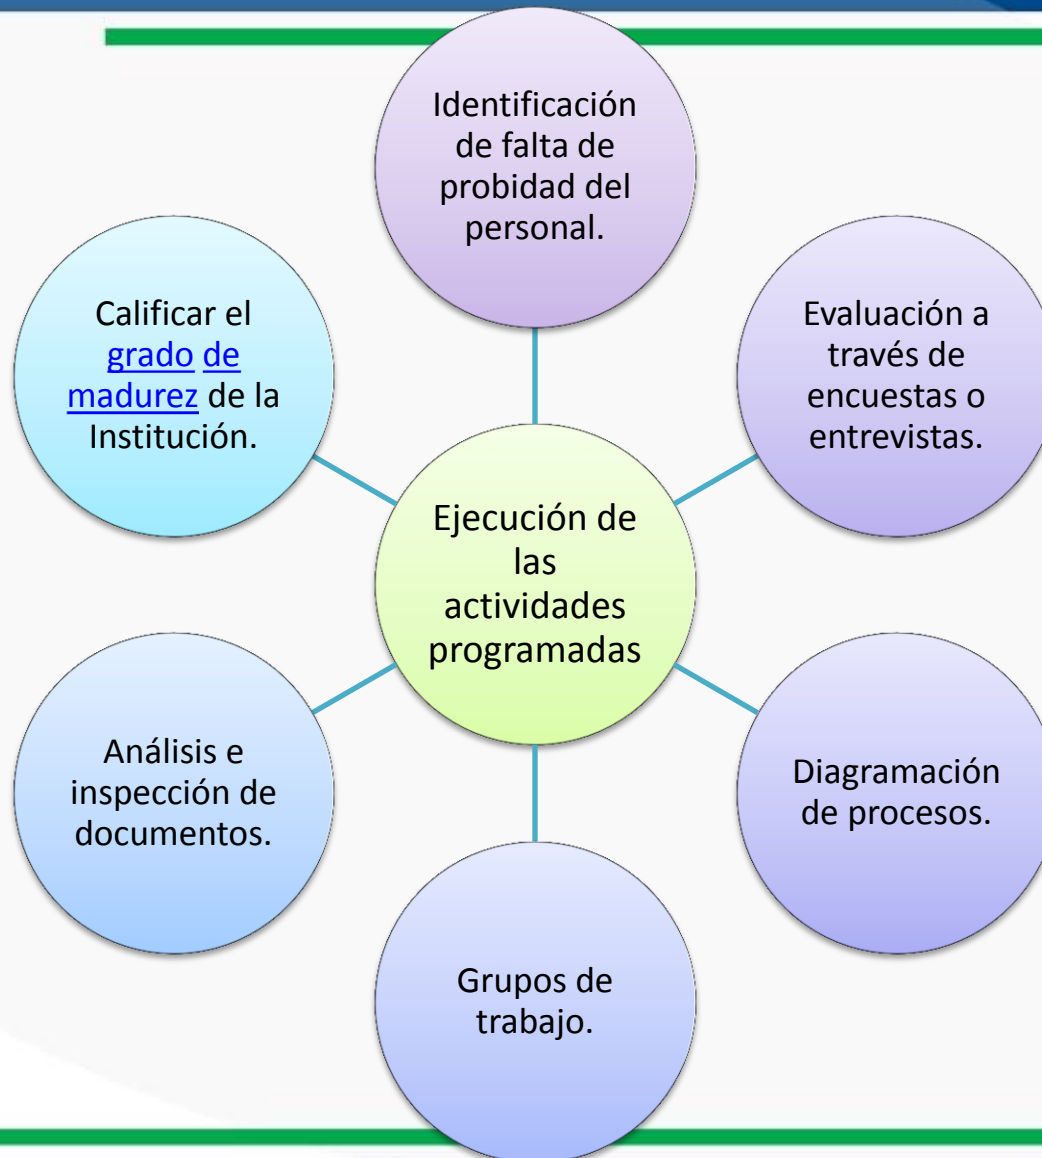 Identificación
de falta de
probidad del
personal.
Evaluación a
través de
encuestas o
entrevistas.
Diagramación
de procesos.
Grupos de
trabajo.
Análisis e
inspección de
documentos.
Calificar el
grado de
madurez de la
Institución.
Ejecución de
las
actividades
programadas